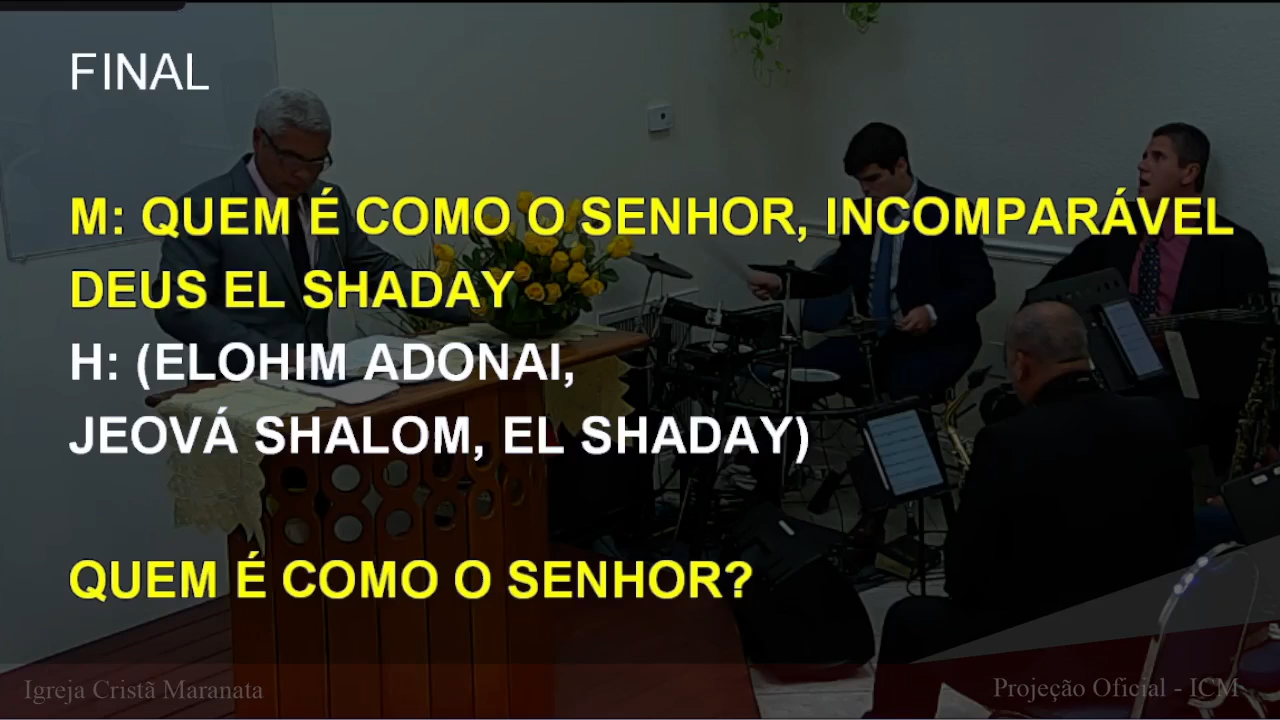 FINAL
M: QUEM É COMO O SENHOR, INCOMPARÁVEL
DEUS EL SHADAY
H: (ELOHIM ADONAI,
JEOVÁ SHALOM, EL SHADAY)
QUEM É COMO O SENHOR?
Igreja Cristã Maranata
Projeção Oficial - ICM